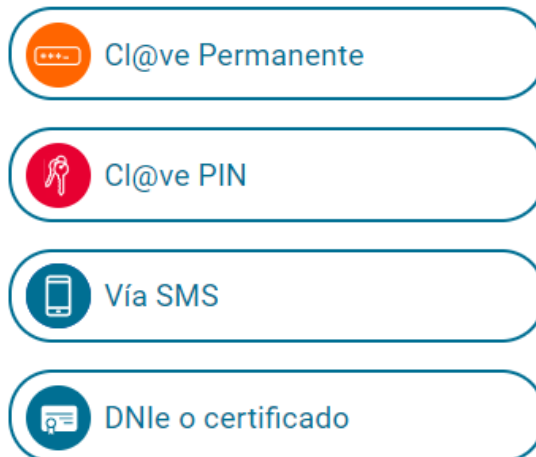 Cl@ve Permanente
Cl@ve PIN
Vía SMS
DNIe o certificado